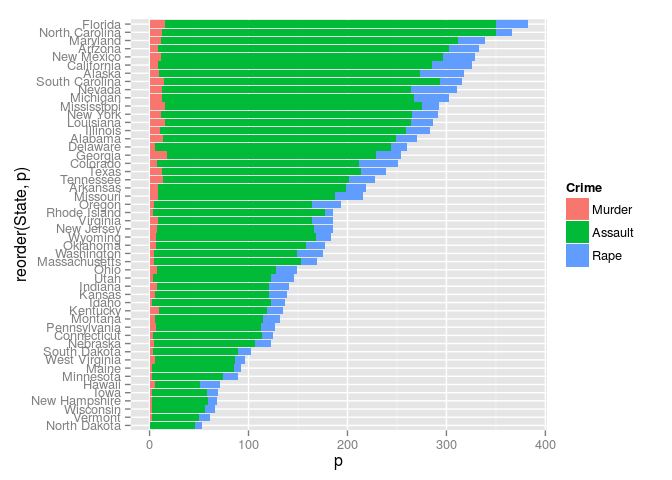 Florida
North Carolina
Maryland
Arizona
New Mexico
California
Alaska
South Carolina
Nevada
Michigan
Mississippi
New York
Louisiana
Illinois
Alabama
Delaware
Georgia
Colorado
Texas
Tennessee
Arkansas
Missouri
Oregon
Rhode Island
Virginia
New Jersey
Wyoming
Oklahoma
Washington
Massachusetts
Ohio
Utah
Indiana
Kansas
Idaho
Kentucky
Montana
Pennsylvania
Connecticut
Nebraska
South Dakota
West Virginia
Maine
Minnesota
Hawaii
Iowa
New Hampshire
Wisconsin
Vermont
North Dakota
reorder(State, p)
0 100 200 300 400
p
Crime
Murder
Assault
Rape